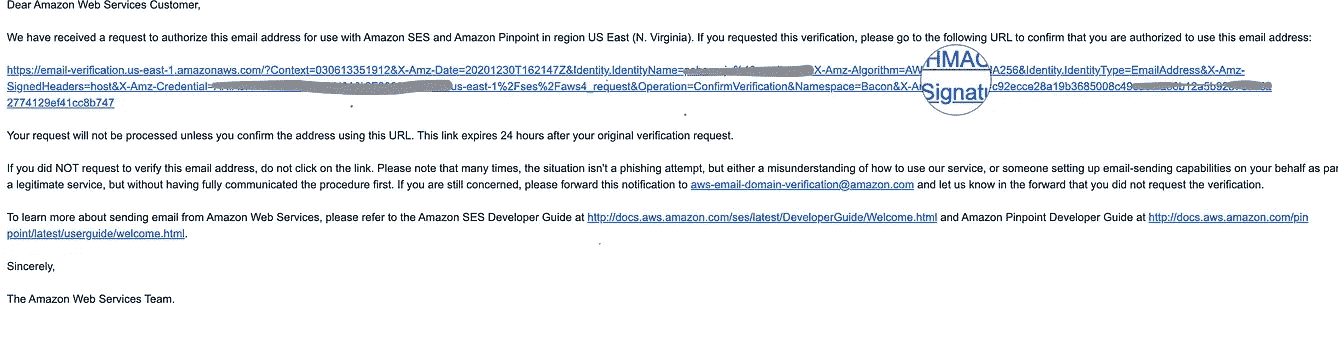 Dear Amazon Web Services Customer,
We have received a request to authorize this email address for use with Amazon SES and Amazon Pinpoint in region US East (N. Virginia). If you requested this verification, please go to the following URL to confirm that you are authorized to use this email address:
https://email-verification.us-east-1.amazonaws.com/?Context=030613351912&X-Amz-Date=20201230T162147Z&Identity.IdentityName= X-Amz-Algorithm=AW HMAC A256&Identity.IdentityType=EmailAddress&X-Amz-
SignedHeaders=host&X-Amz-Credential= us-east-1%2Fses%2Faws4_request&Operation=ConfirmVerification&Namespace=Bacon&X-A Signat c92ecce28a19b3685008c49
2774129ef41cc8b747
Your request will not be processed unless you confirm the address using this URL. This link expires 24 hours after your original verification request.
If you did NOT request to verify this email address, do not click on the link. Please note that many times, the situation isn't a phishing attempt, but either a misunderstanding of how to use our service, or someone setting up email-sending capabilities on your behalf as par
a legitimate service, but without having fully communicated the procedure first. If you are still concerned, please forward this notification to aws-email-domain-verification@amazon.com and let us know in the forward that you did not request the verification.
To learn more about sending email from Amazon Web Services, please refer to the Amazon SES Developer Guide at http://docs.aws.amazon.com/ses/latest/DeveloperGuide/Welcome.html and Amazon Pinpoint Developer Guide at http://docs.aws.amazon.com/pin
point/latest/userguide/welcome.html.
Sincerely,
The Amazon Web Services Team.